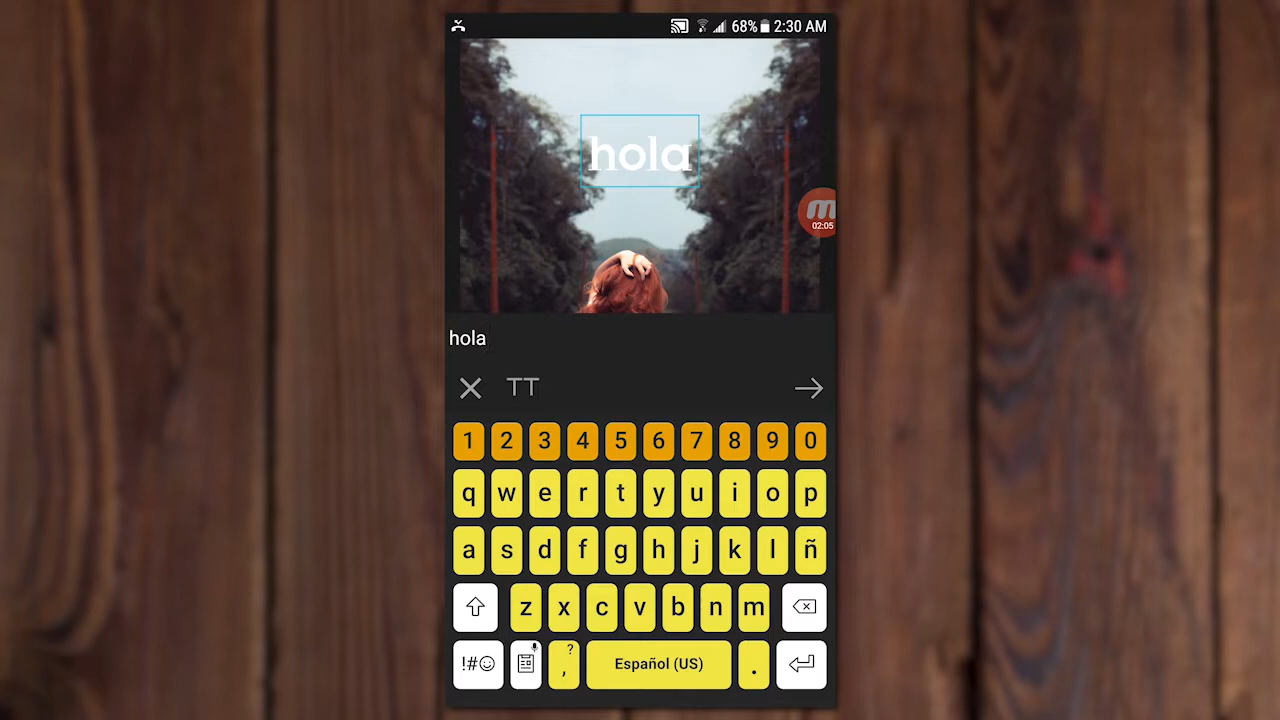 68% 2:30 AM
hola
m
02:05
hola
TT
1 2 3 4 5 6 7 8 9 0
q w e r t y u i o p
a s d f g h j k l ñ
z x c v b n m
!#☺ , ? Español (US) .